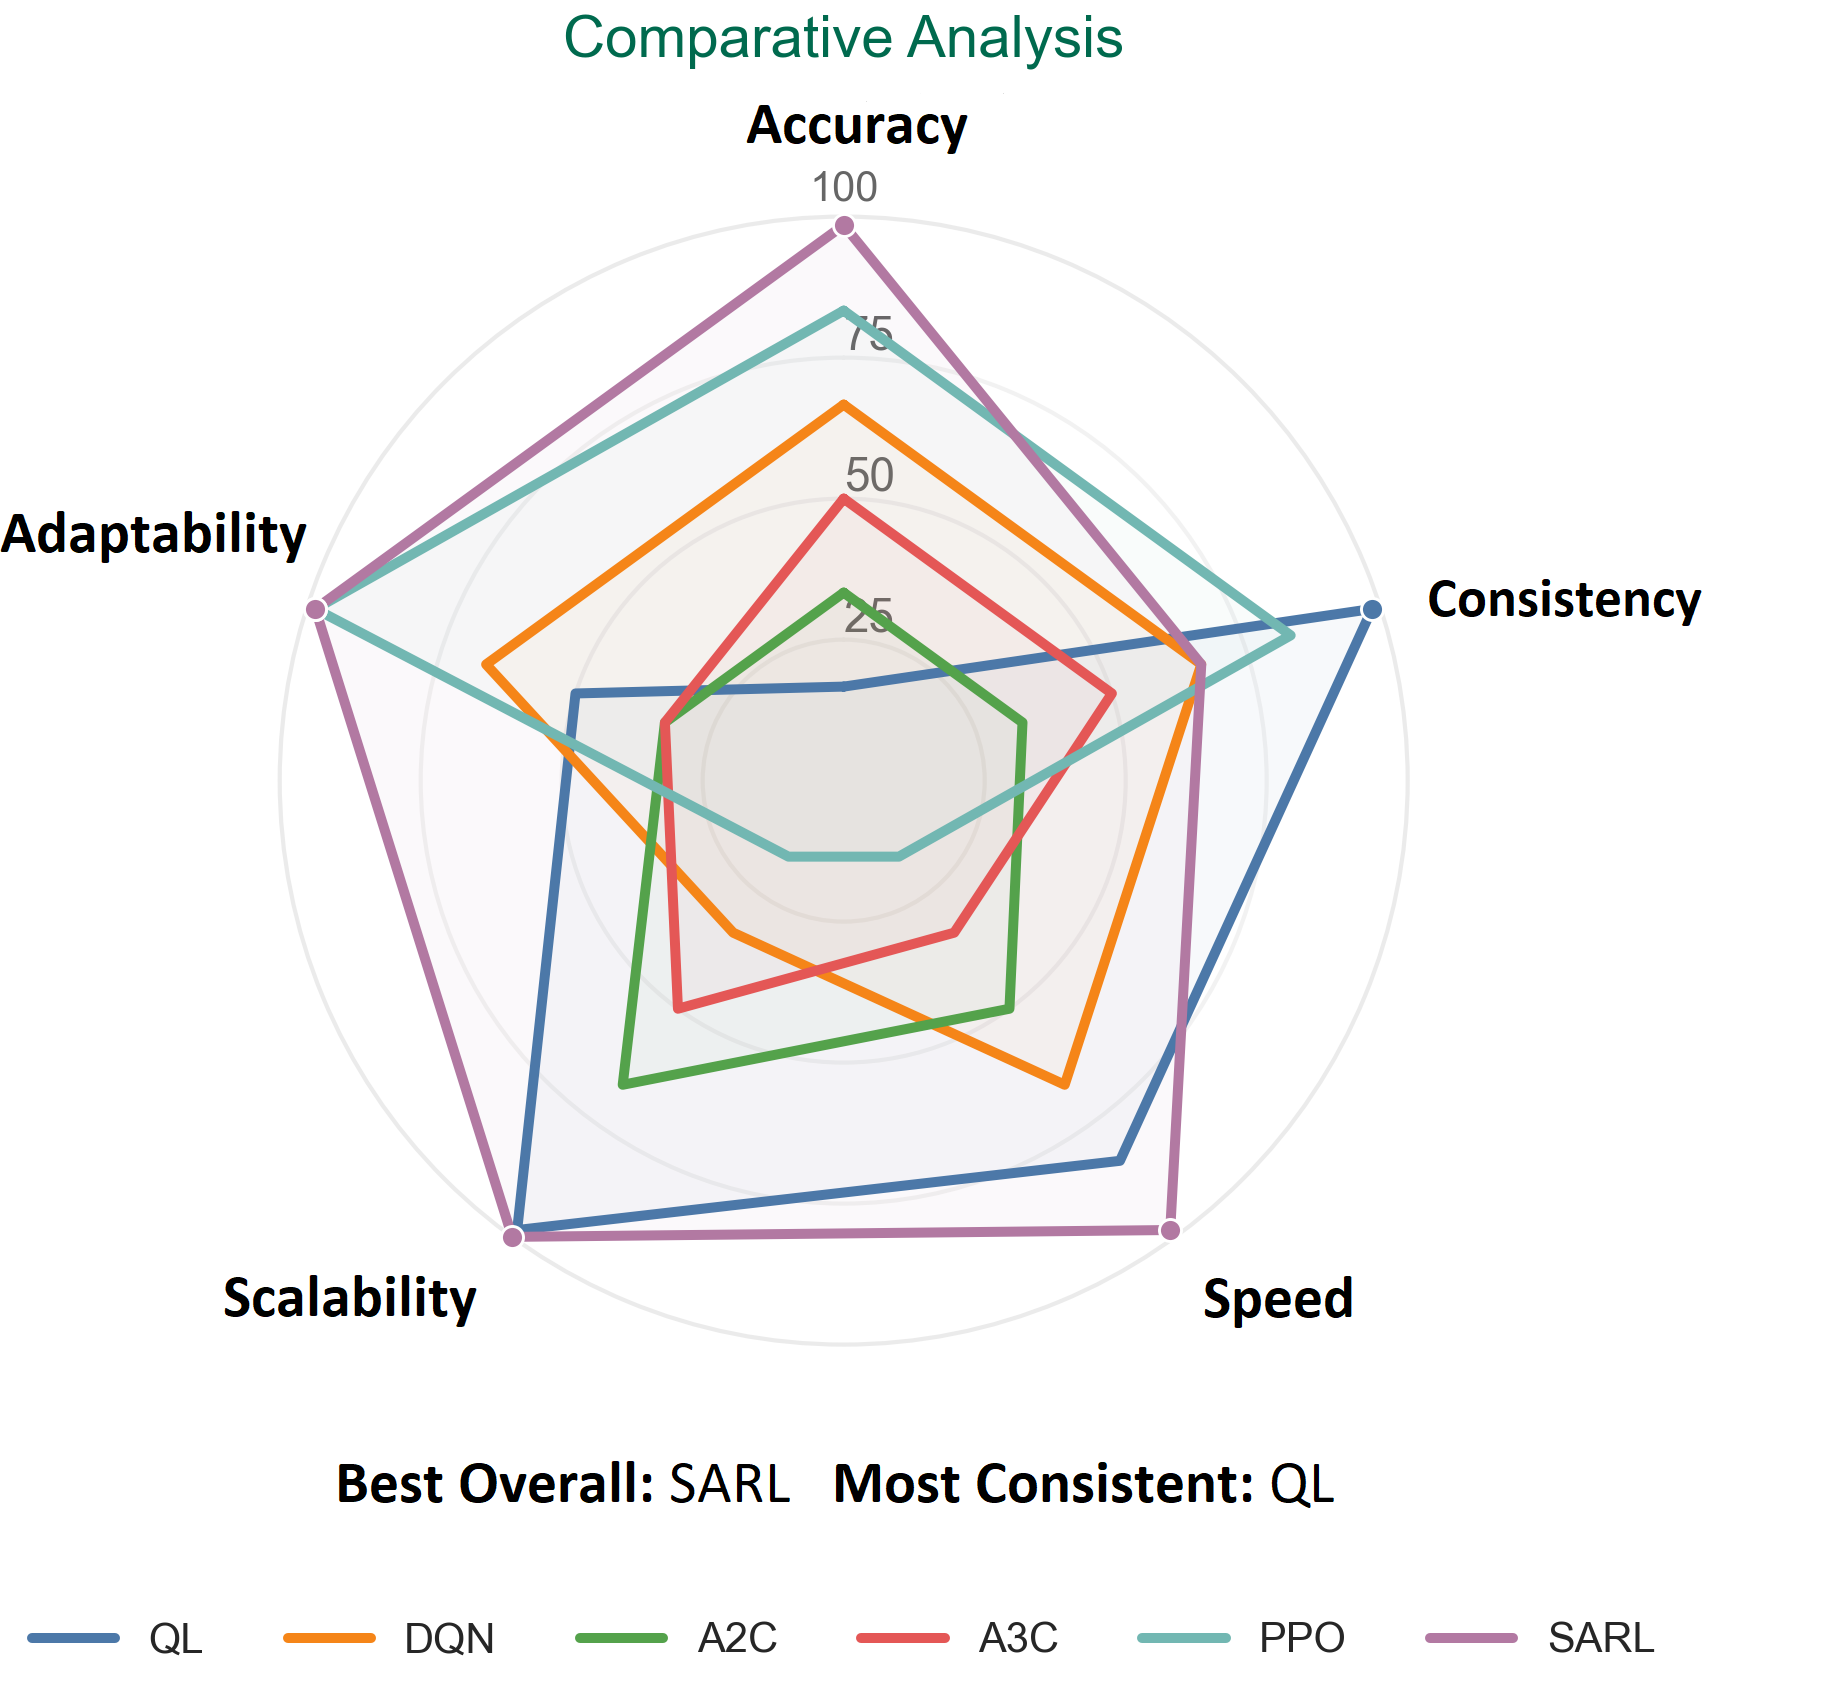 Comparative Analysis
Accuracy
100
75
50
25
Adaptability
Consistency
Scalability
Speed
Best Overall: SARL Most Consistent: QL
QL DQN A2C A3C PPO SARL